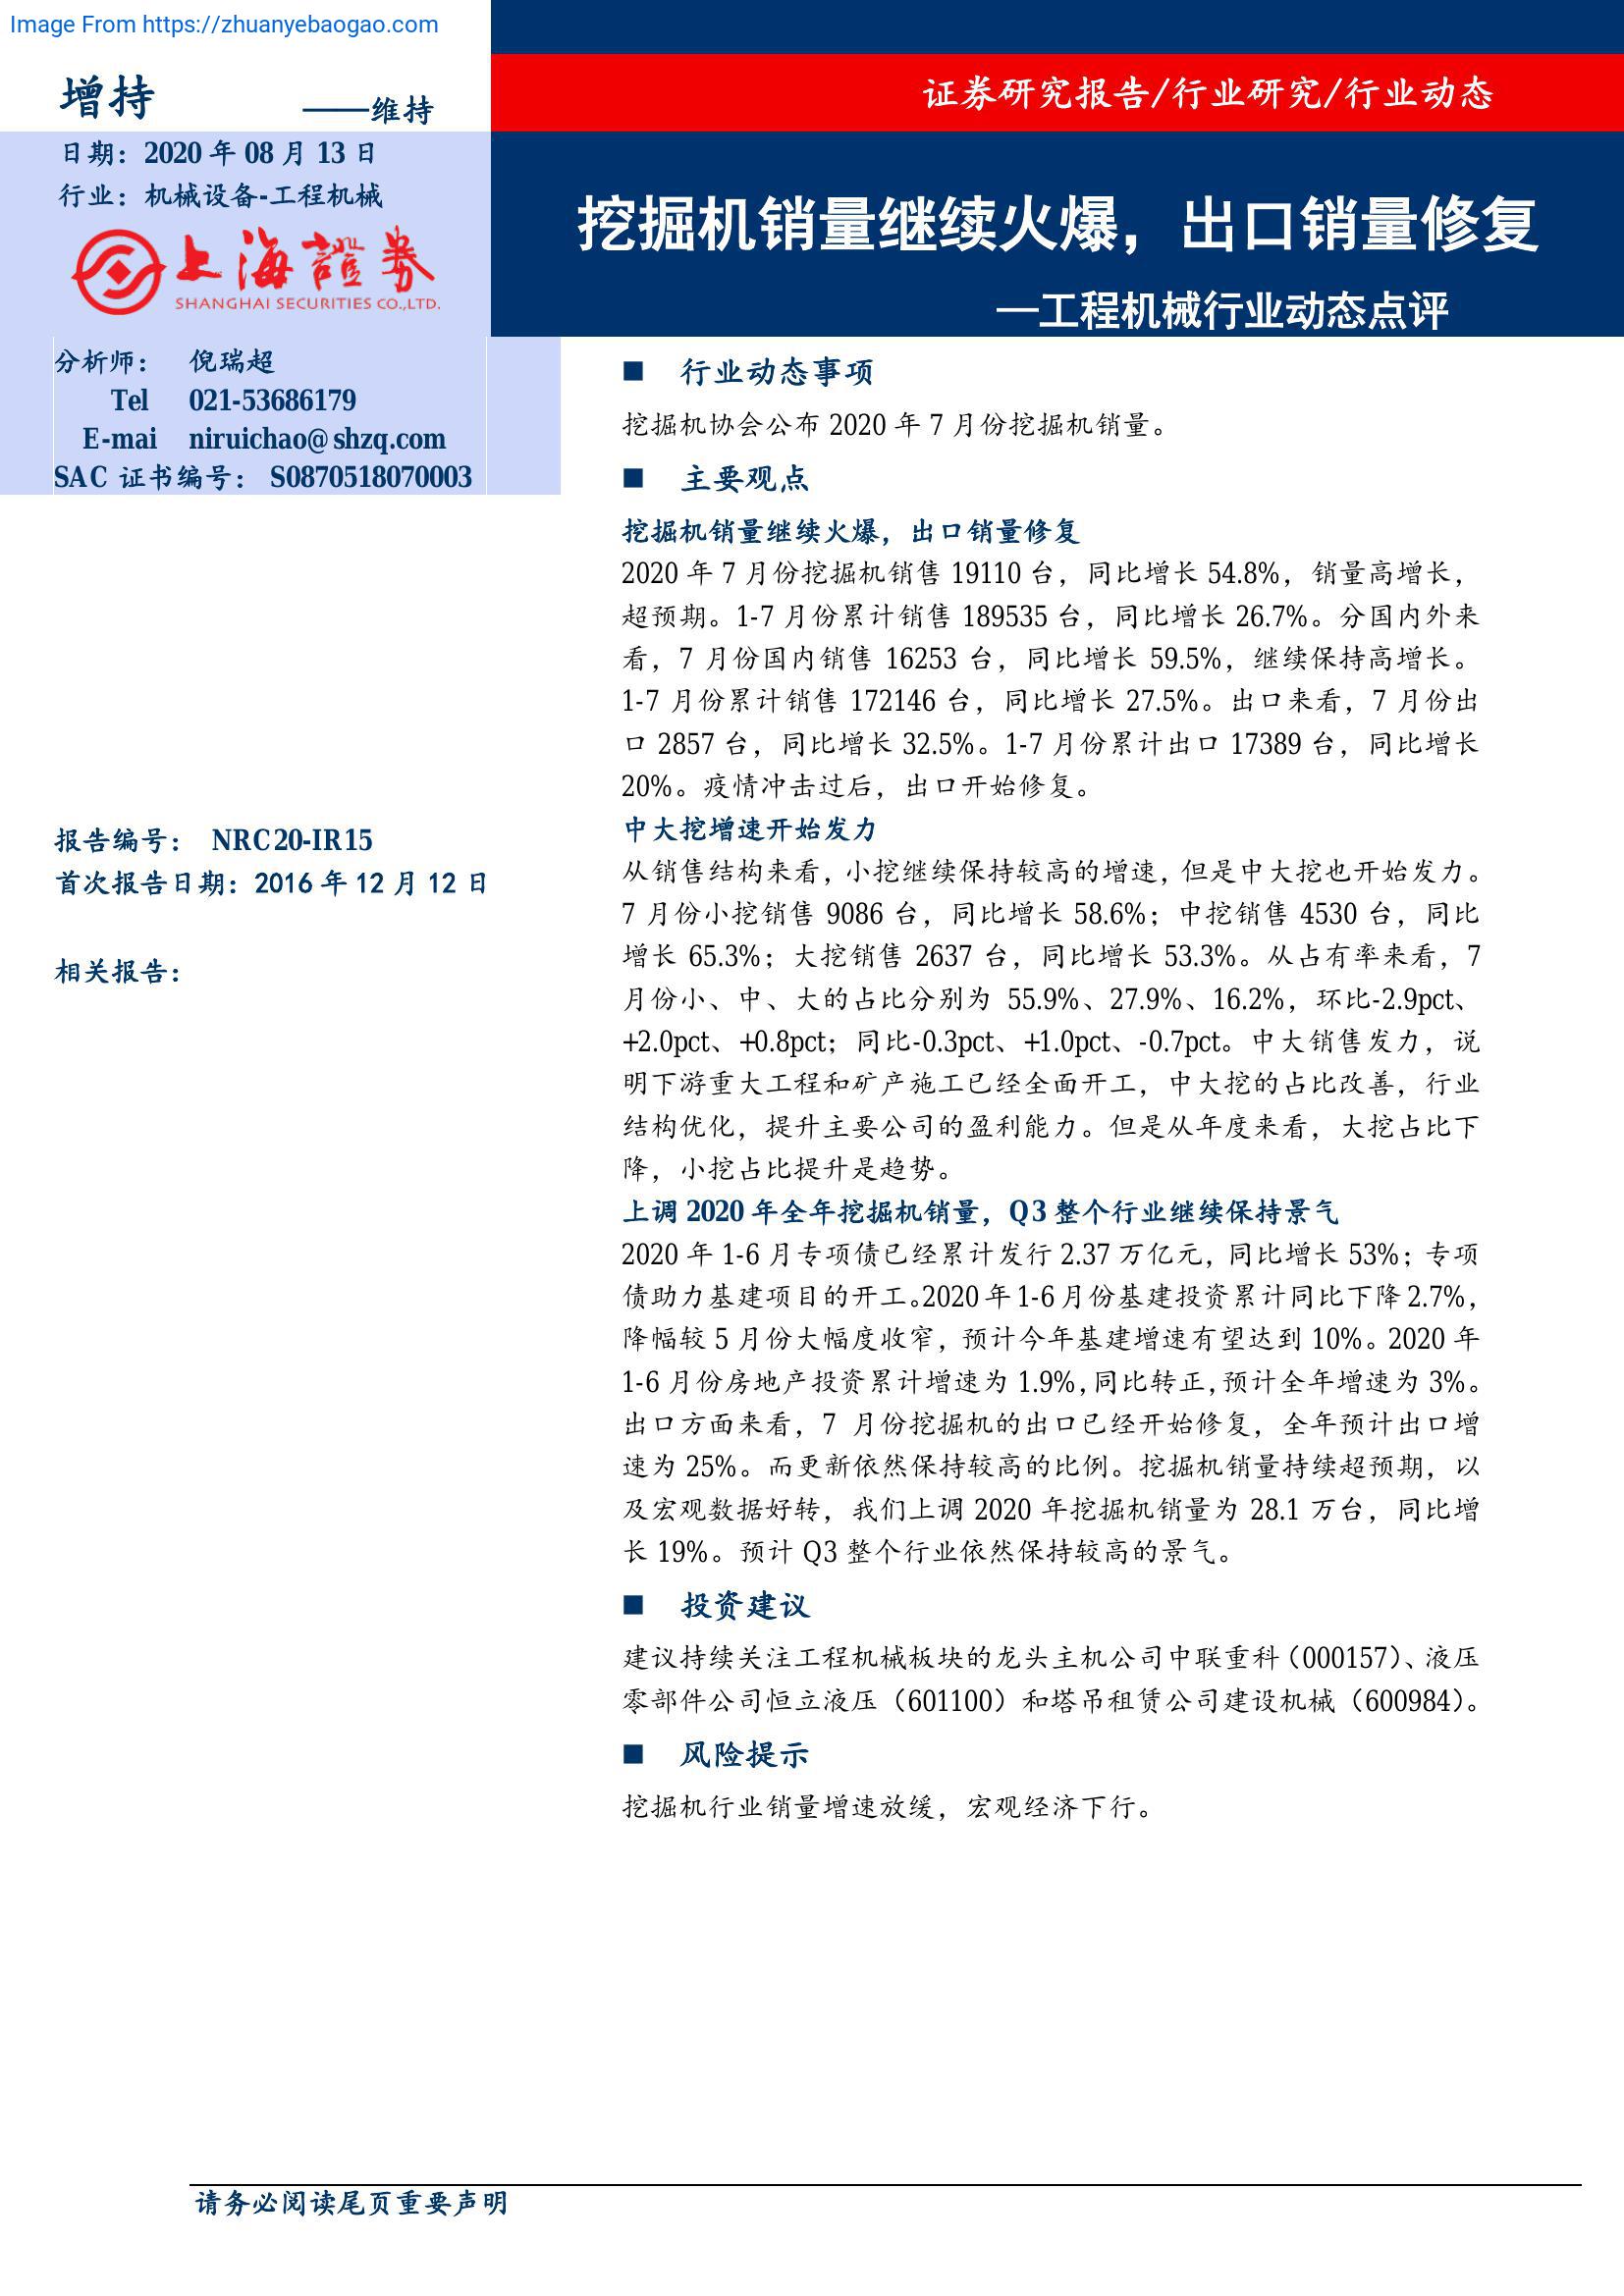 Image From https://zhuanyebaogao.com
增持 ——维持
证券研究报告/行业研究/行业动态
日期：2020 年 08 月 13 日
行业：机械设备-工程机械
上海證券
SHANGHAI SECURITIES CO.,LTD.
挖掘机销量继续火爆，出口销量修复
—工程机械行业动态点评
分析师： 倪瑞超
Tel 021-53686179
E-mai niruichao@shzq.com
SAC 证书编号： S0870518070003
报告编号： NRC20-IR15
首次报告日期：2016 年 12 月 12 日
相关报告：
■ 行业动态事项
挖掘机协会公布 2020 年 7 月份挖掘机销量。
■ 主要观点
挖掘机销量继续火爆，出口销量修复
2020 年 7 月份挖掘机销售 19110 台，同比增长 54.8%，销量高增长，
超预期。1-7 月份累计销售 189535 台，同比增长 26.7%。分国内外来
看，7 月份国内销售 16253 台，同比增长 59.5%，继续保持高增长。
1-7 月份累计销售 172146 台，同比增长 27.5%。出口来看，7 月份出
口 2857 台，同比增长 32.5%。1-7 月份累计出口 17389 台，同比增长
20%。疫情冲击过后，出口开始修复。
中大挖增速开始发力
从销售结构来看，小挖继续保持较高的增速，但是中大挖也开始发力。
7 月份小挖销售 9086 台，同比增长 58.6%；中挖销售 4530 台，同比
增长 65.3%；大挖销售 2637 台，同比增长 53.3%。从占有率来看，7
月份小、中、大的占比分别为 55.9%、27.9%、16.2%，环比-2.9pct、
+2.0pct、+0.8pct；同比-0.3pct、+1.0pct、-0.7pct。中大销售发力，说
明下游重大工程和矿产施工已经全面开工，中大挖的占比改善，行业
结构优化，提升主要公司的盈利能力。但是从年度来看，大挖占比下
降，小挖占比提升是趋势。
上调 2020 年全年挖掘机销量，Q3 整个行业继续保持景气
2020 年 1-6 月专项债已经累计发行 2.37 万亿元，同比增长 53%；专项
债助力基建项目的开工。2020 年 1-6 月份基建投资累计同比下降 2.7%，
降幅较 5 月份大幅度收窄，预计今年基建增速有望达到 10%。2020 年
1-6 月份房地产投资累计增速为 1.9%，同比转正，预计全年增速为 3%。
出口方面来看，7 月份挖掘机的出口已经开始修复，全年预计出口增
速为 25%。而更新依然保持较高的比例。挖掘机销量持续超预期，以
及宏观数据好转，我们上调 2020 年挖掘机销量为 28.1 万台，同比增
长 19%。预计 Q3 整个行业依然保持较高的景气。
■ 投资建议
建议持续关注工程机械板块的龙头主机公司中联重科（000157）、液压
零部件公司恒立液压（601100）和塔吊租赁公司建设机械（600984）。
■ 风险提示
挖掘机行业销量增速放缓，宏观经济下行。
请务必阅读尾页重要声明